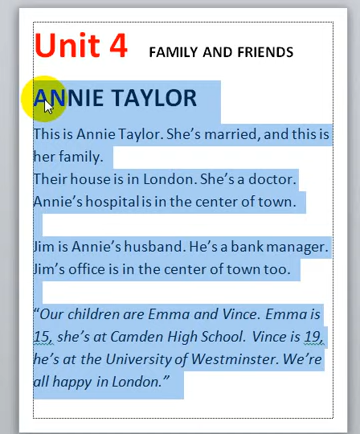 Unit 4 FAMILY AND FRIENDS
ANNIE TAYLOR
This is Annie Taylor. She’s married, and this is
her family.
Their house is in London. She’s a doctor.
Annie’s hospital is in the center of town.
Jim is Annie’s husband. He’s a bank manager.
Jim’s office is in the center of town too.
“Our children are Emma and Vince. Emma is
15, she’s at Camden High School. Vince is 19,
he’s at the University of Westminster. We’re
all happy in London.”